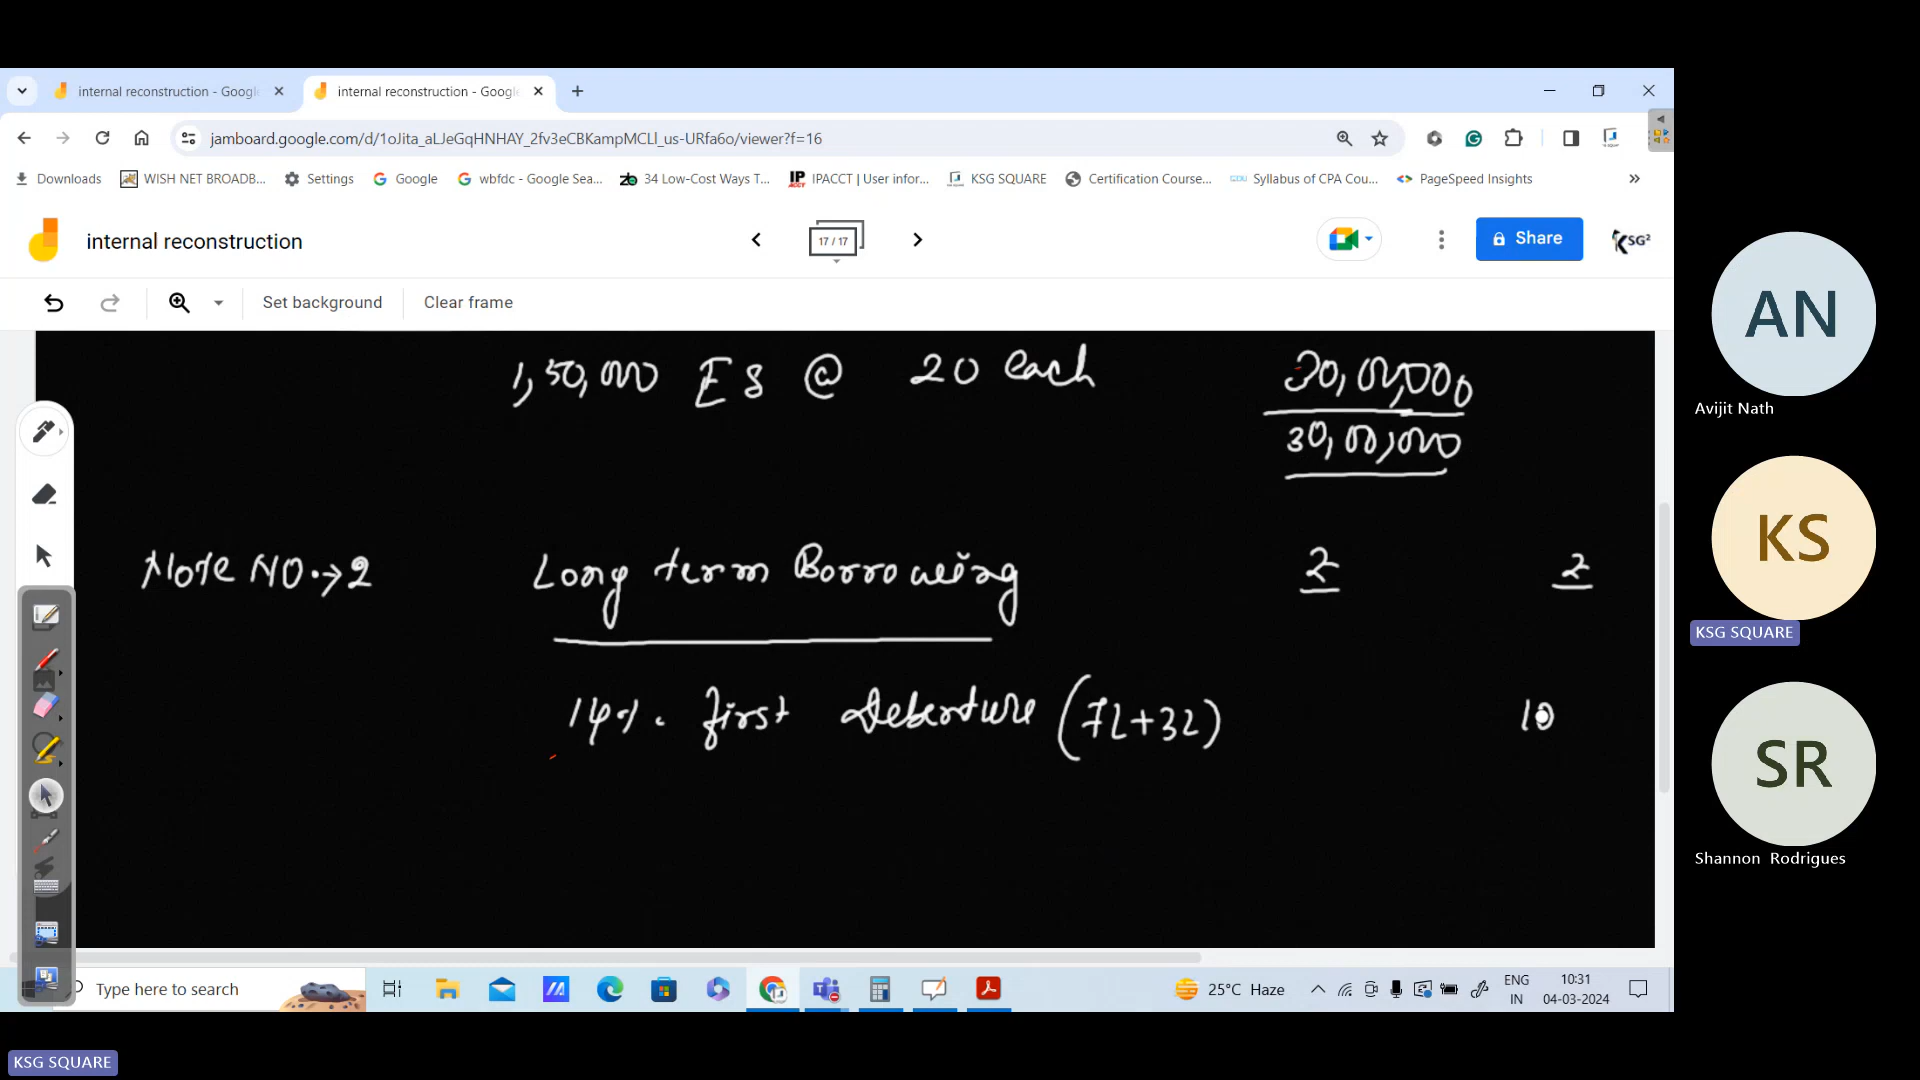 internal reconstruction - Googl
internal reconstruction - Google
jamboard.google.com/d/1oJita_aLJeGqHNHAY_2fv3eCBKampMCLl_us-URfa6o/viewer?f=16
Downloads
WISH NET BROADB...
Settings
Google
wbfdc - Google Sea...
34 Low-Cost Ways T...
IPACCT | User infor...
KSG SQUARE
Certification Course...
Syllabus of CPA Cou...
PageSpeed Insights
internal reconstruction
17 / 17
Share
KSG²
Set background
Clear frame
1,50,000 ES @ 20 each 30,00,000
30,00,000
Note NO.→2 Long term Borrowing ₹ ₹
14%. first Debenture (7L+3L) 10
AN
Avijit Nath
KS
KSG SQUARE
SR
Shannon Rodrigues
Type here to search
25°C Haze
ENG
IN
10:31
04-03-2024
KSG SQUARE